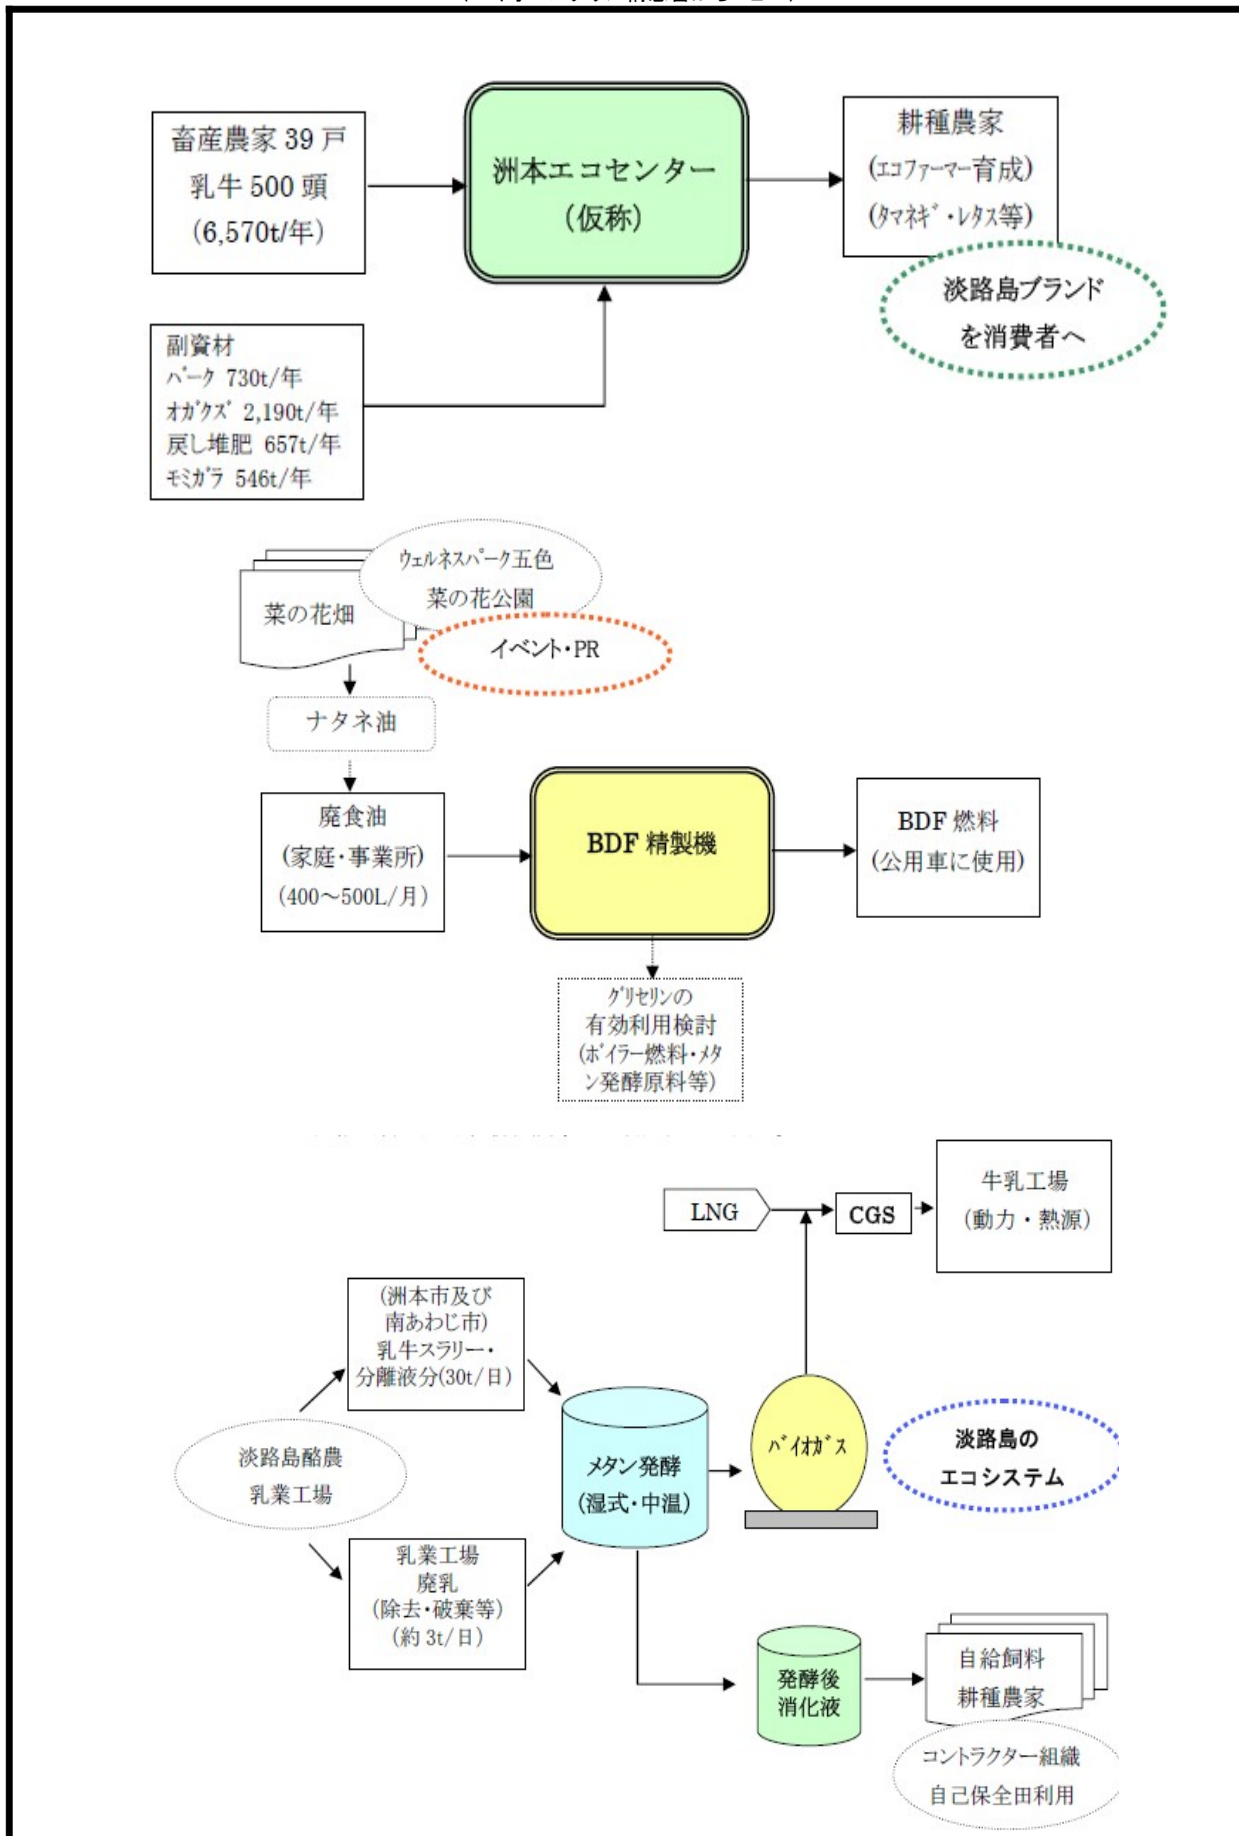 畜産農家 39 戸
乳牛 500 頭
(6,570t/年)
洲本エコセンター
(仮称)
耕種農家
(ｴｺﾌｧｰﾏｰ育成)
(ﾀﾏﾈｷﾞ・ﾚﾀｽ等)
淡路島ブランド
を消費者へ
副資材
ﾊﾞｰｸ 730t/年
ｵｶﾞｸｽﾞ 2,190t/年
戻し堆肥 657t/年
ﾓﾐｶﾞﾗ 546t/年
ウェルネスパーク五色
菜の花公園
菜の花畑
イベント・PR
ナタネ油
廃食油
(家庭・事業所)
(400～500L/月)
BDF 精製機
BDF 燃料
(公用車に使用)
ｸﾞﾘｾﾘﾝの
有効利用検討
(ﾎﾞｲﾗｰ燃料・ﾒﾀ
ﾝ発酵原料等)
LNG
CGS
牛乳工場
(動力・熱源)
(洲本市及び
南あわじ市)
乳牛スラリー・
分離液分(30t/日)
淡路島酪農
乳業工場
メタン発酵
(湿式・中温)
ﾊﾞｲｵｶﾞｽ
淡路島の
エコシステム
乳業工場
廃乳
(除去・破棄等)
(約 3t/日)
発酵後
消化液
自給飼料
耕種農家
コントラクター組織
自己保全田利用